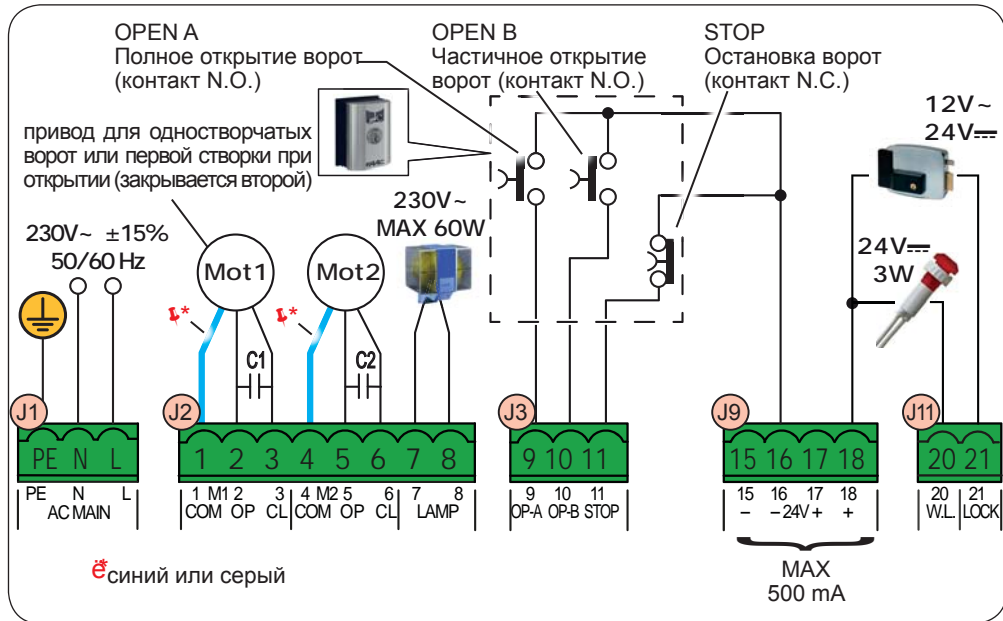 OPEN A
Полное открытие ворот
(контакт N.O.)
OPEN B
Частичное открытие
ворот (контакт N.O.)
STOP
Остановка ворот
(контакт N.C.)
привод для одностворчатых
ворот или первой створки при
открытии (закрывается второй)
12V~
24V
230V~ ±15%
50/60 Hz
230V~
MAX 60W
24V
3W
Mot1
Mot2
*
*
C1
C2
J1
J2
J3
J9
J11
PE N L
1 2 3 4 5 6 7 8
9 10 11
15 16 17 18
20 21
PE N L
AC MAIN
1 M1 2 3 4 M2 5 6 7 8
COM OP CL COM OP CL LAMP
9 10 11
OP-A OP-B STOP
15 16 17 18
– – 24V + +
20 21
W.L. LOCK
MAX
500 mA
ё* синий или серый